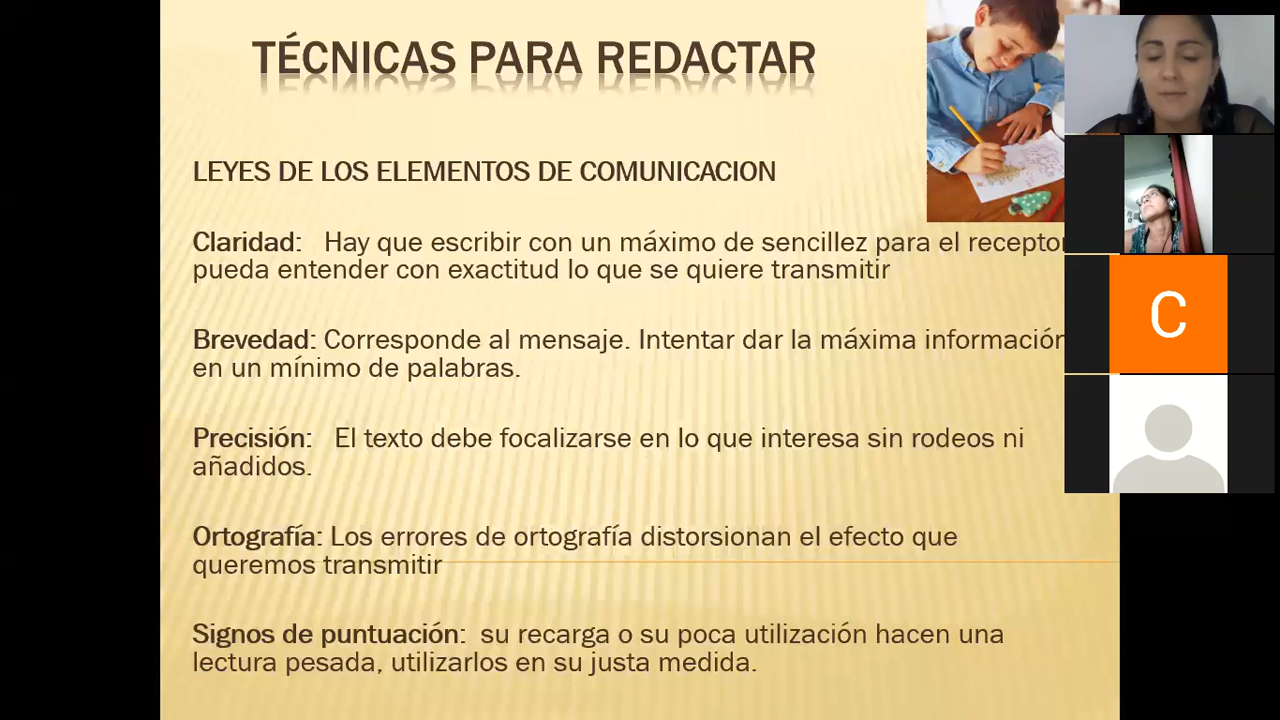 TÉCNICAS PARA REDACTAR
LEYES DE LOS ELEMENTOS DE COMUNICACION
Claridad: Hay que escribir con un máximo de sencillez para el receptor
pueda entender con exactitud lo que se quiere transmitir
Brevedad: Corresponde al mensaje. Intentar dar la máxima información
en un mínimo de palabras.
Precisión: El texto debe focalizarse en lo que interesa sin rodeos ni
añadidos.
Ortografía: Los errores de ortografía distorsionan el efecto que
queremos transmitir
Signos de puntuación: su recarga o su poca utilización hacen una
lectura pesada, utilizarlos en su justa medida.
C